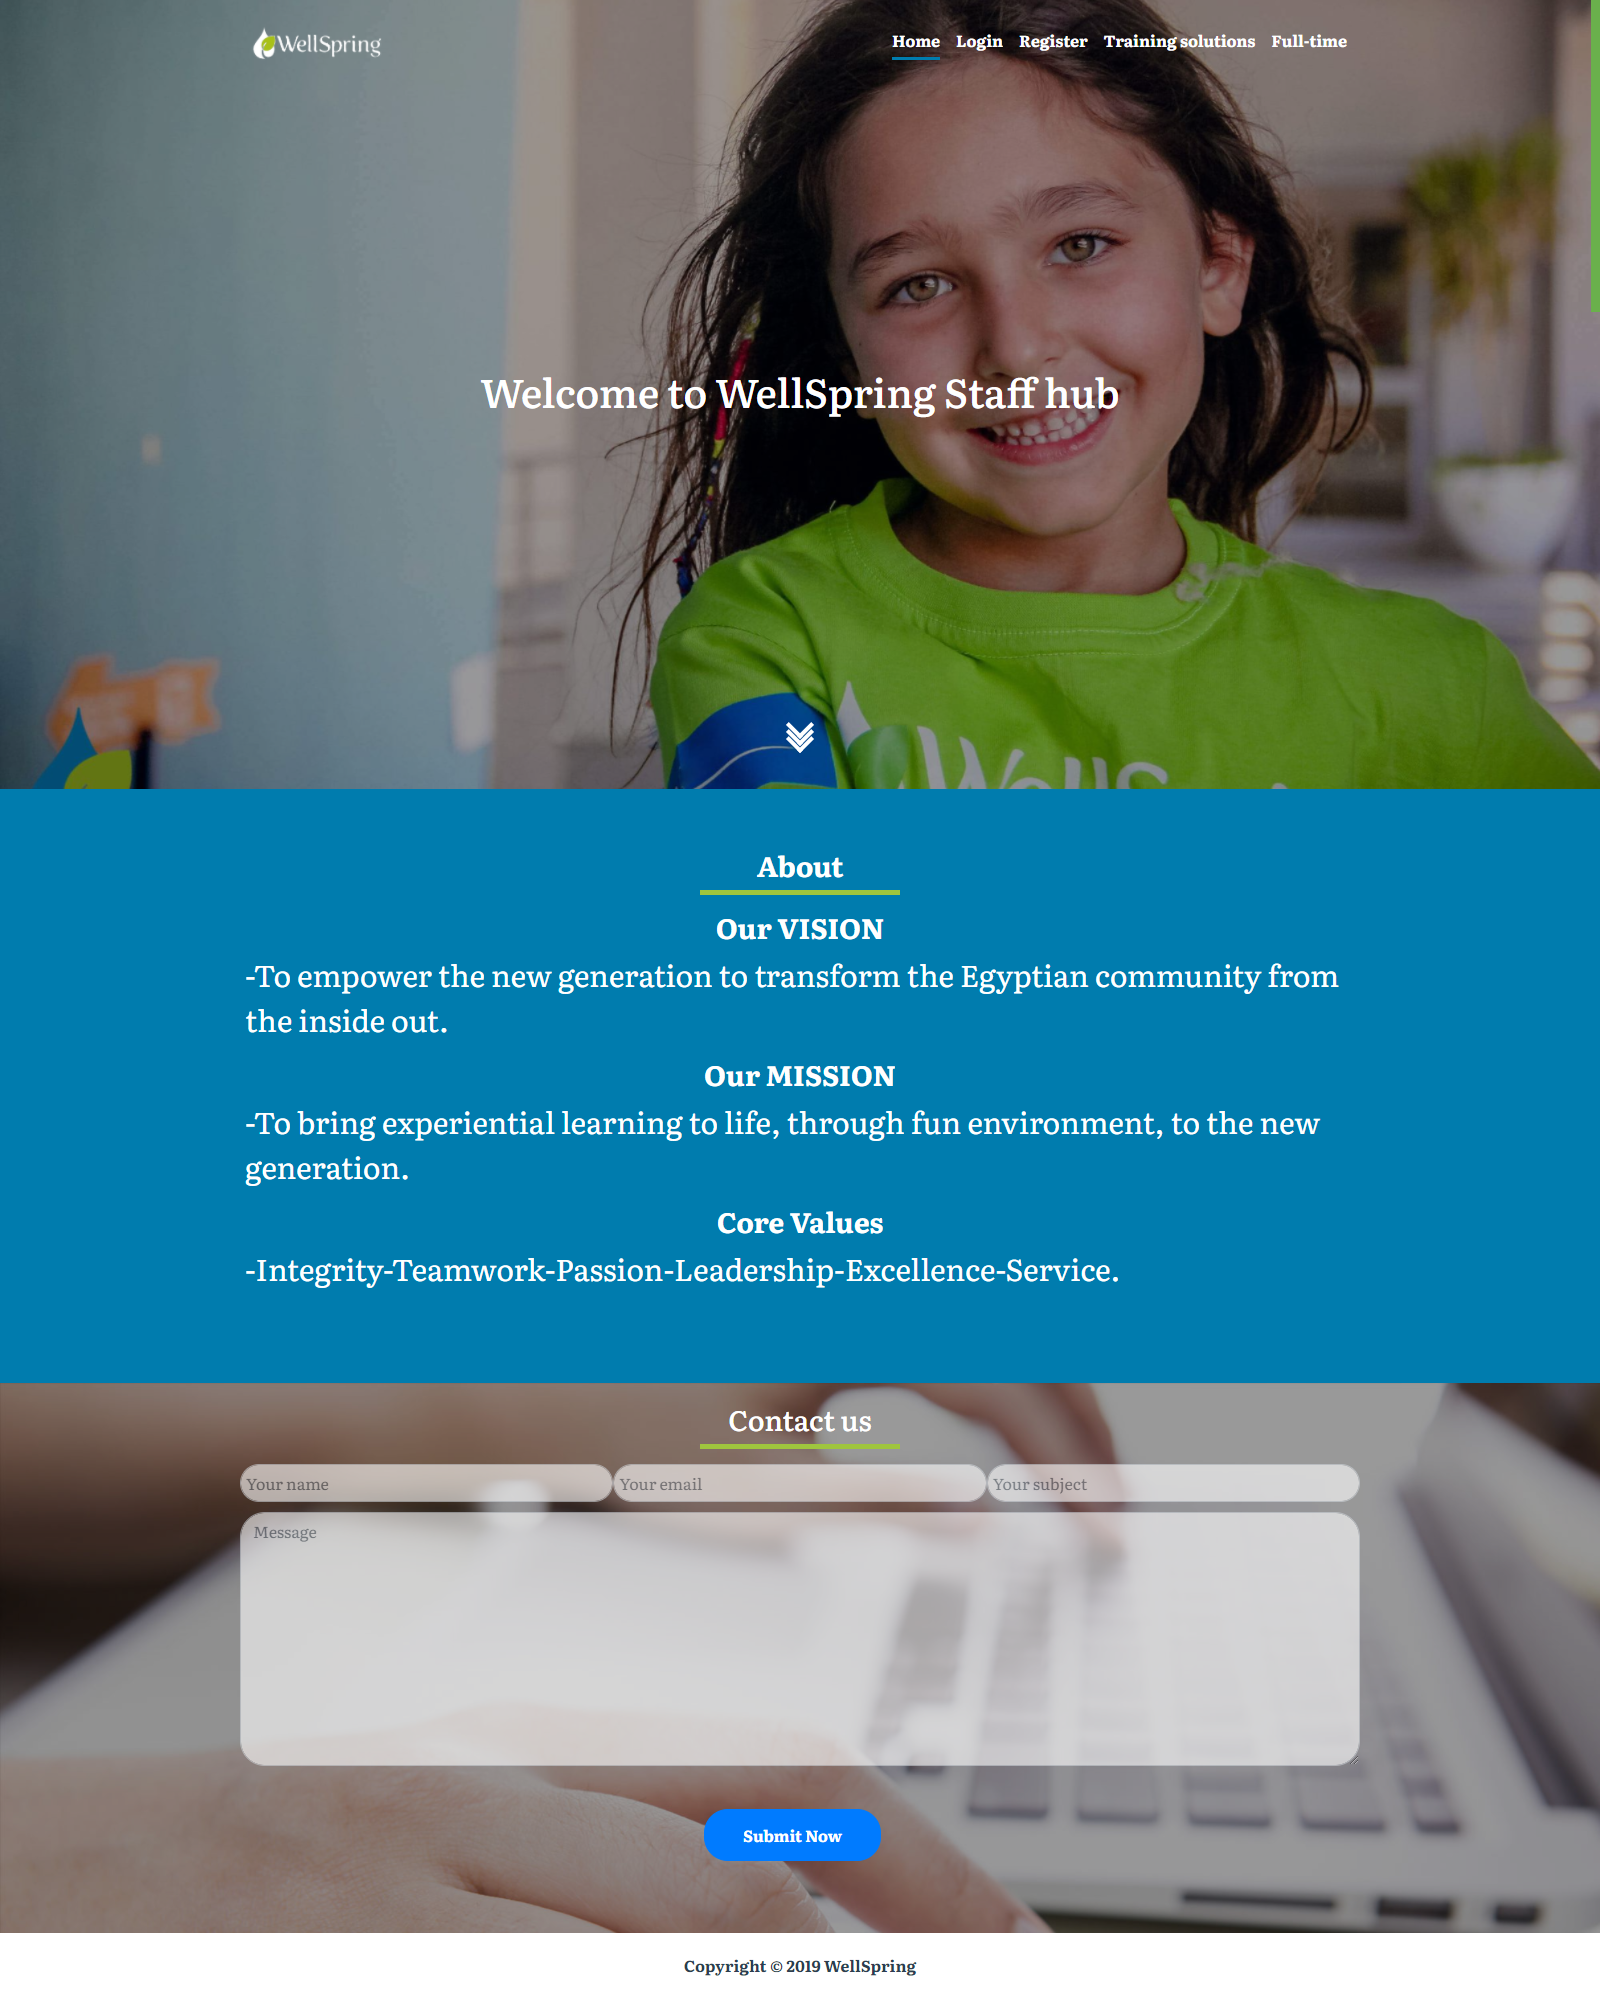 WellSpring
Home Login Register Training solutions Full-time
Welcome to WellSpring Staff hub
WellSpri
About
Our VISION
-To empower the new generation to transform the Egyptian community from
the inside out.
Our MISSION
-To bring experiential learning to life, through fun environment, to the new
generation.
Core Values
-Integrity-Teamwork-Passion-Leadership-Excellence-Service.
Contact us
Your name Your email Your subject
Message
Submit Now
Copyright © 2019 WellSpring